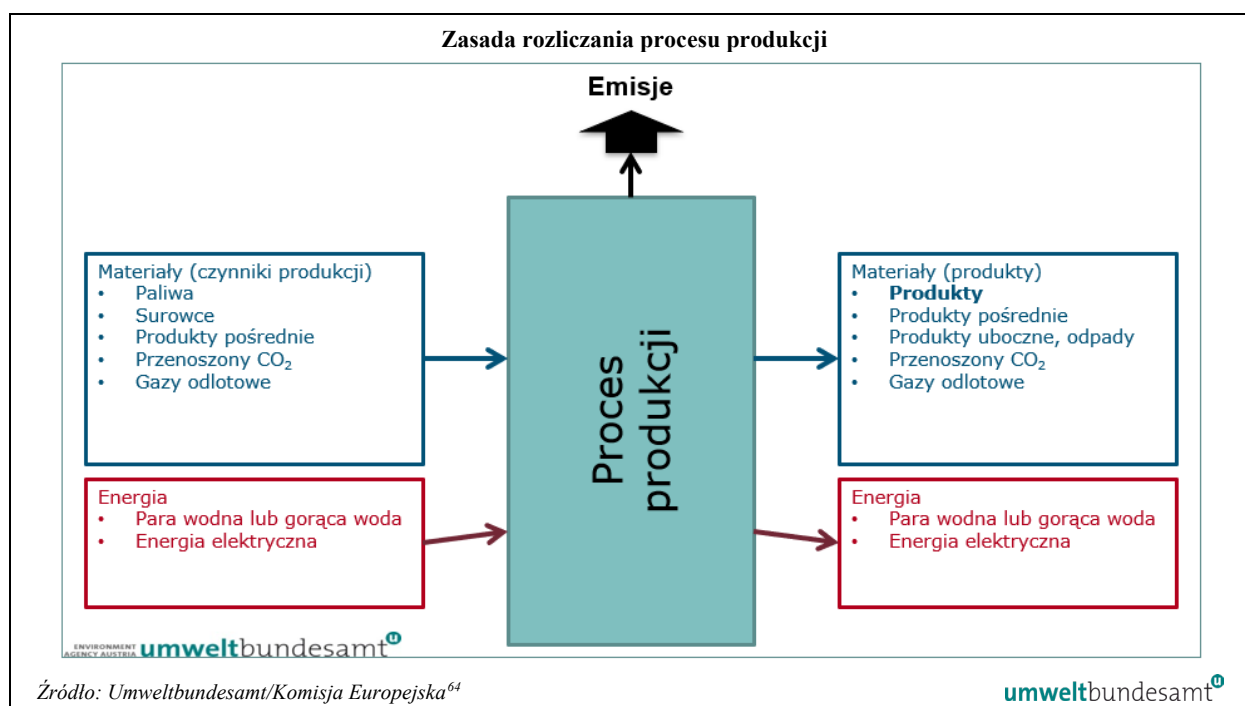 Zasada rozliczania procesu produkcji
Emisje
Materiały (czynniki produkcji)
• Paliwa
• Surowce
• Produkty pośrednie
• Przenoszony CO₂
• Gazy odlotowe
Energia
• Para wodna lub gorąca woda
• Energia elektryczna
Proces
produkcji
Materiały (produkty)
• Produkty
• Produkty pośrednie
• Produkty uboczne, odpady
• Przenoszony CO₂
• Gazy odlotowe
Energia
• Para wodna lub gorąca woda
• Energia elektryczna
ENVIRONMENT
AGENCY AUSTRIA umweltbundesamt u
Źródło: Umweltbundesamt/Komisja Europejska⁶⁴
umweltbundesamt u